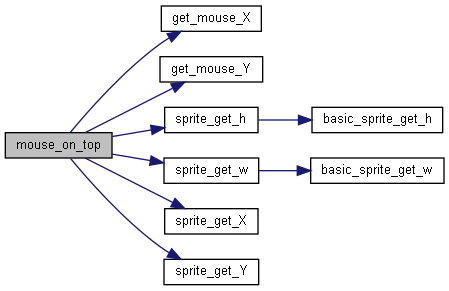 get_mouse_X
get_mouse_Y
sprite_get_h
basic_sprite_get_h
mouse_on_top
sprite_get_w
basic_sprite_get_w
sprite_get_X
sprite_get_Y